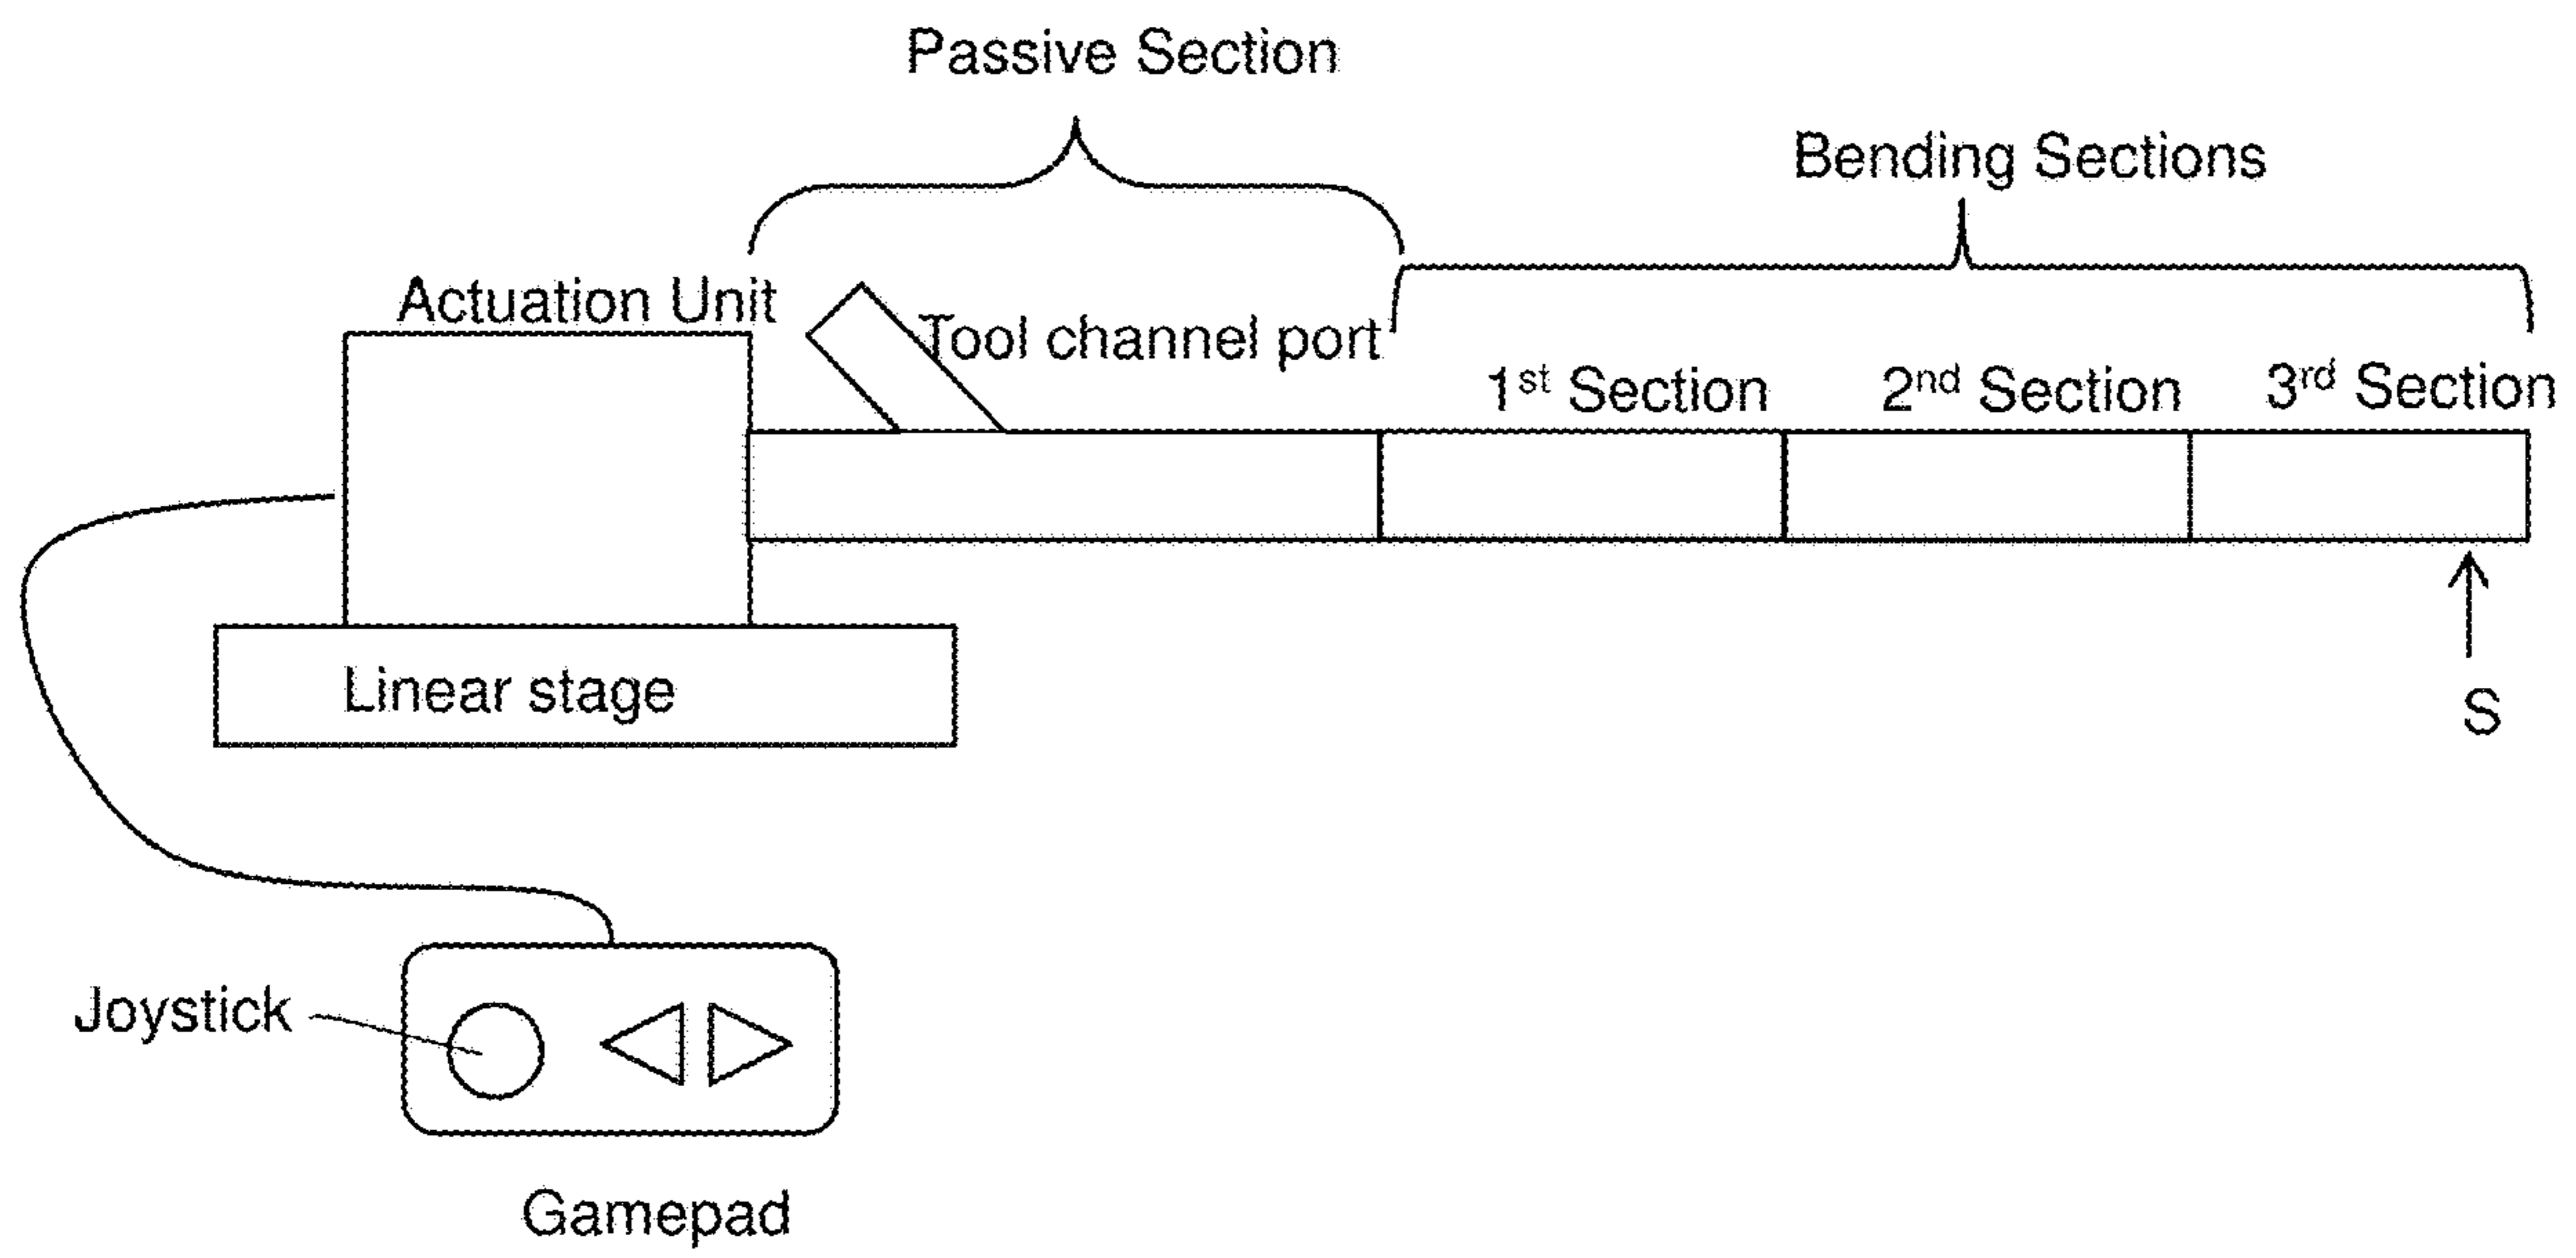 Passive Section
Bending Sections
Actuation Unit
Tool channel port
1st Section
2nd Section
3rd Section
Linear stage
S
Joystick
Gamepad